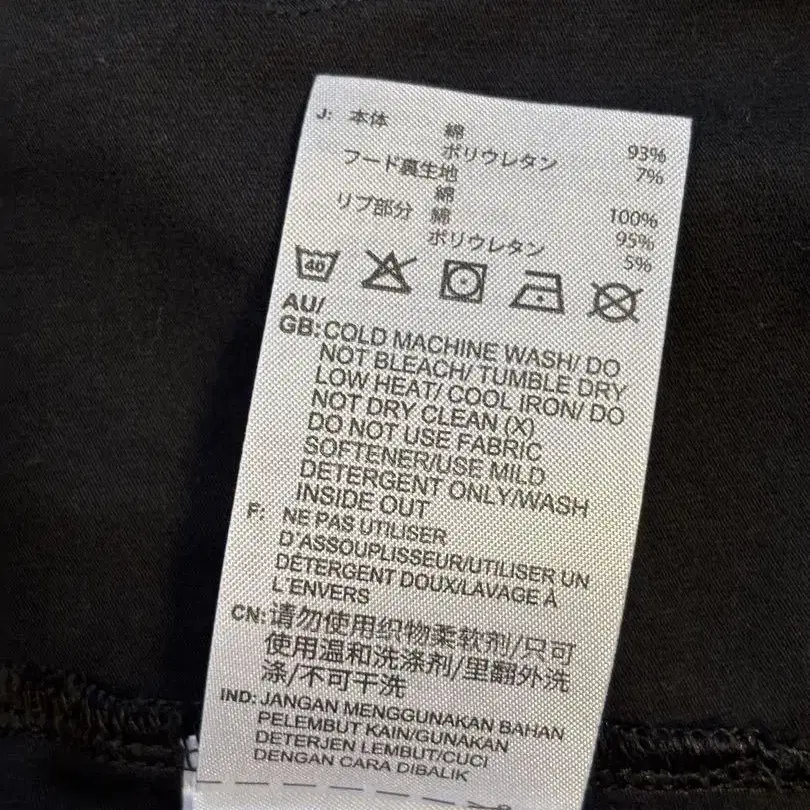 J: 本体 綿 93%
ポリウレタン 7%
フード裏生地
綿 100%
リブ部分 綿 95%
ポリウレタン 5%
40
AU/
GB: COLD MACHINE WASH/ DO
NOT BLEACH/ TUMBLE DRY
LOW HEAT/ COOL IRON/ DO
NOT DRY CLEAN (X)
DO NOT USE FABRIC
SOFTENER/USE MILD
DETERGENT ONLY/WASH
INSIDE OUT
F: NE PAS UTILISER
D'ASSOUPLISSEUR/UTILISER UN
DÉTERGENT DOUX/LAVAGE À
L'ENVERS
CN: 请勿使用织物柔软剂/只可
使用温和洗涤剂/里翻外洗
涤/不可干洗
IND: JANGAN MENGGUNAKAN BAHAN
PELEMBUT KAIN/GUNAKAN
DETERJEN LEMBUT/CUCI
DENGAN CARA DIBALIK